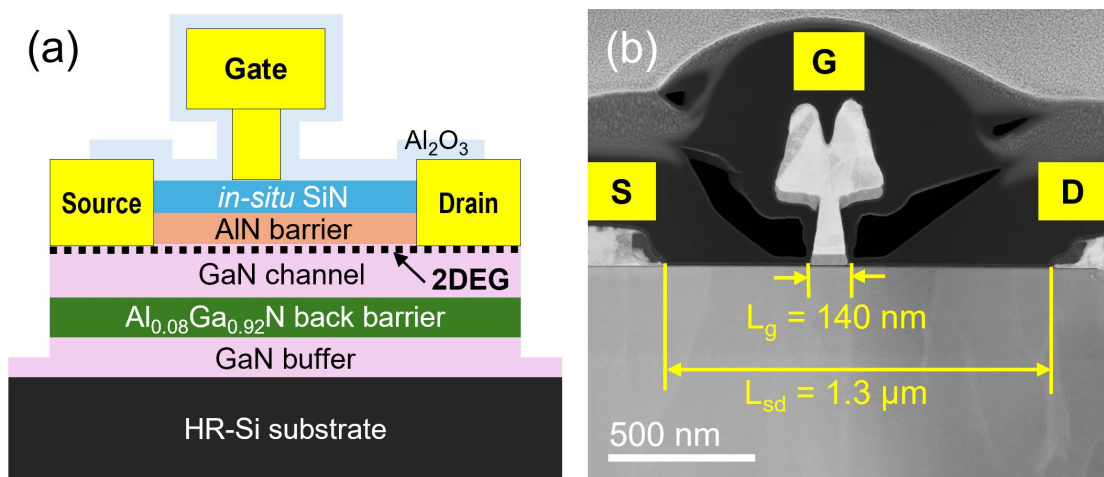 (a)
Gate
Al₂O₃
Source
in-situ SiN
Drain
AlN barrier
GaN channel
2DEG
Al₀.₀₈Ga₀.₉₂N back barrier
GaN buffer
HR-Si substrate
(b)
G
S
D
Lg = 140 nm
Lsd = 1.3 µm
500 nm